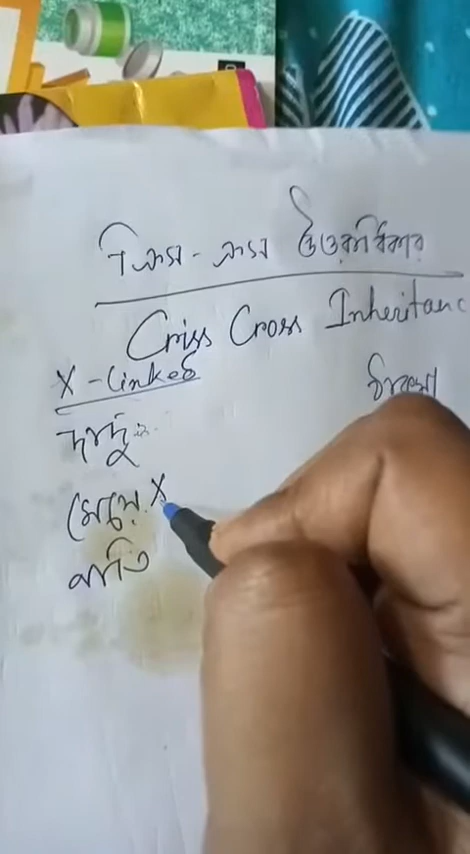 ক্রিস - ক্রস উত্তরাধিকার
Criss Cross Inheritanc
X - Linked
দাদু
মেয়ে X
নাতি